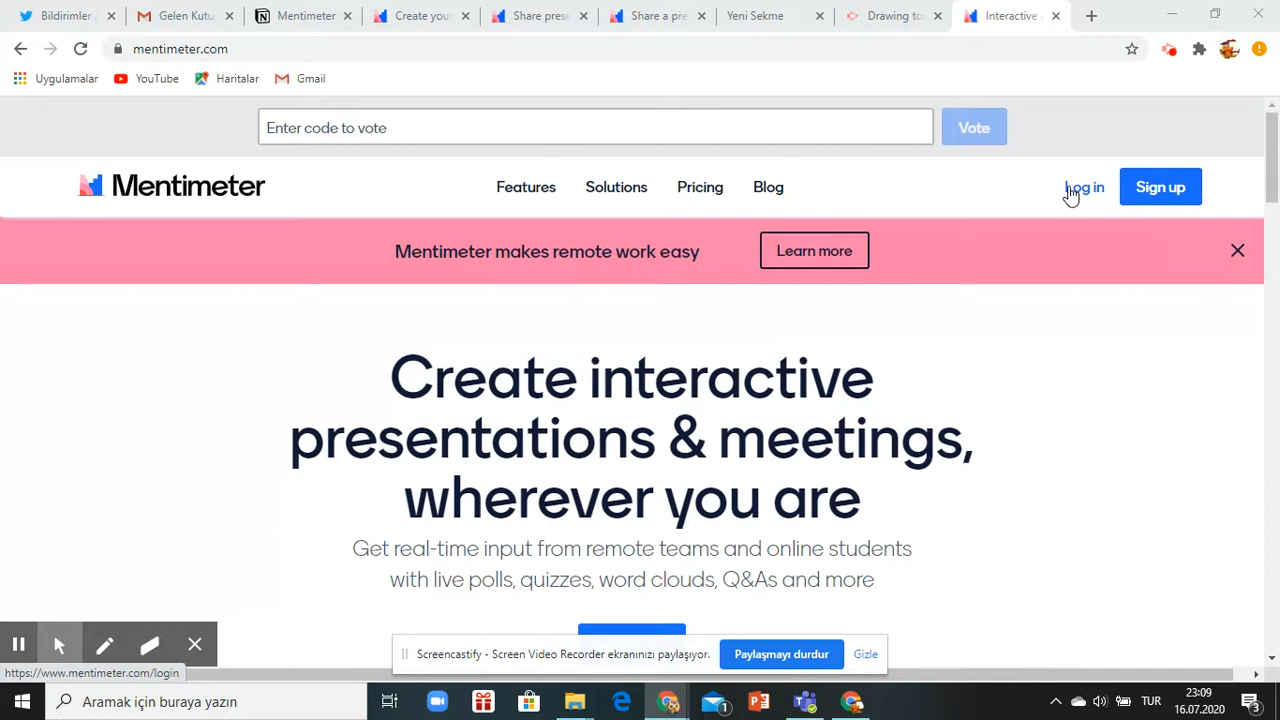 Bildirimler /
Gelen Kutu
Mentimeter
Create your
Share prese
Share a pre
Yeni Sekme
Drawing to
Interactive
mentimeter.com
Uygulamalar
YouTube
Haritalar
Gmail
Enter code to vote
Vote
Mentimeter
Features
Solutions
Pricing
Blog
Log in
Sign up
Mentimeter makes remote work easy
Learn more
Create interactive
presentations & meetings,
wherever you are
Get real-time input from remote teams and online students
with live polls, quizzes, word clouds, Q&As and more
Screencastify - Screen Video Recorder ekranınızı paylaşıyor.
Paylaşmayı durdur
Gizle
https://www.mentimeter.com/login
Aramak için buraya yazın
1
TUR
23:09
16.07.2020
3